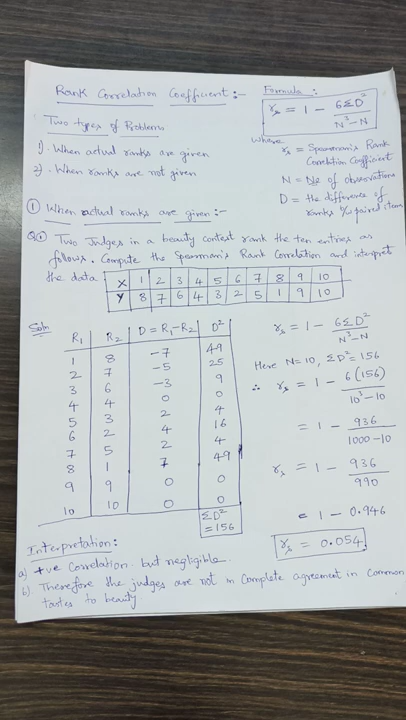 Rank Correlation Coefficient:-
Formula:
r_s = 1 - 6ΣD²/N³-N
Two types of Problem
1). When actual ranks are given
2). When ranks are not given
where
r_s = Spearman's Rank
Correlation Coefficient
N = No of observations
D = the difference of
ranks b/w paired items
① When actual ranks are given:-
Q① Two Judges in a beauty contest rank the ten entries as
follows. Compute the Spearman's Rank Correlation and interpret
the data
X 1 2 3 4 5 6 7 8 9 10
Y 8 7 6 4 3 2 5 1 9 10
Soln
R₁ R₂ D = R₁-R₂ D²
1 8 -7 49
2 7 -5 25
3 6 -3 9
4 4 0 0
5 3 2 4
6 2 4 16
7 5 2 4
8 1 7 49
9 9 0 0
10 10 0 0
ΣD²
=156
r_s = 1 - 6ΣD²/N³-N
Here N=10, ΣD²=156
∴ r_s = 1 - 6(156)/10³-10
= 1 - 936/1000-10
r_s = 1 - 936/990
= 1 - 0.946
r_s = 0.054
Interpretation:
a) +ve Correlation but negligible.
b) Therefore the judges are not in complete agreement in common
tastes to beauty